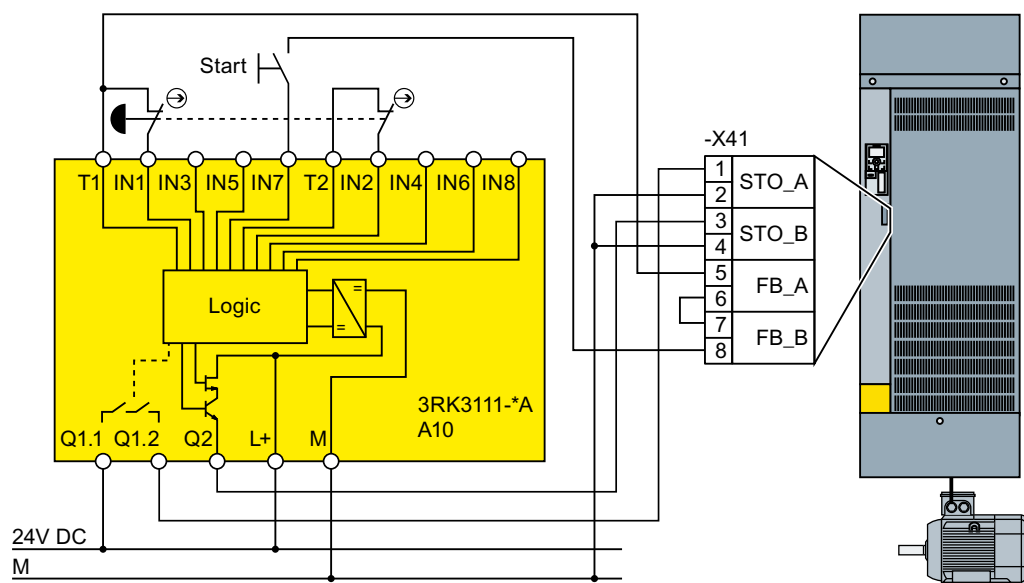 Start
-X41
T1 IN1 IN3 IN5 IN7 T2 IN2 IN4 IN6 IN8
1
STO_A
2
3
STO_B
4
5
FB_A
6
7
FB_B
8
Logic
=
=
3RK3111-*A
A10
Q1.1 Q1.2 Q2 L+ M
24V DC
M